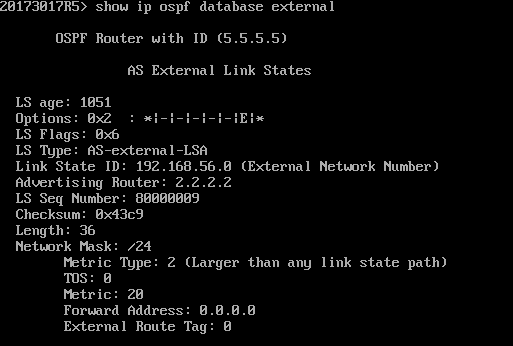 20173017R5> show ip ospf database external
OSPF Router with ID (5.5.5.5)
AS External Link States
LS age: 1051
Options: 0x2  : *|-|-|-|-|-|E|*
LS Flags: 0x6
LS Type: AS-external-LSA
Link State ID: 192.168.56.0 (External Network Number)
Advertising Router: 2.2.2.2
LS Seq Number: 80000009
Checksum: 0x43c9
Length: 36
Network Mask: /24
Metric Type: 2 (Larger than any link state path)
TOS: 0
Metric: 20
Forward Address: 0.0.0.0
External Route Tag: 0